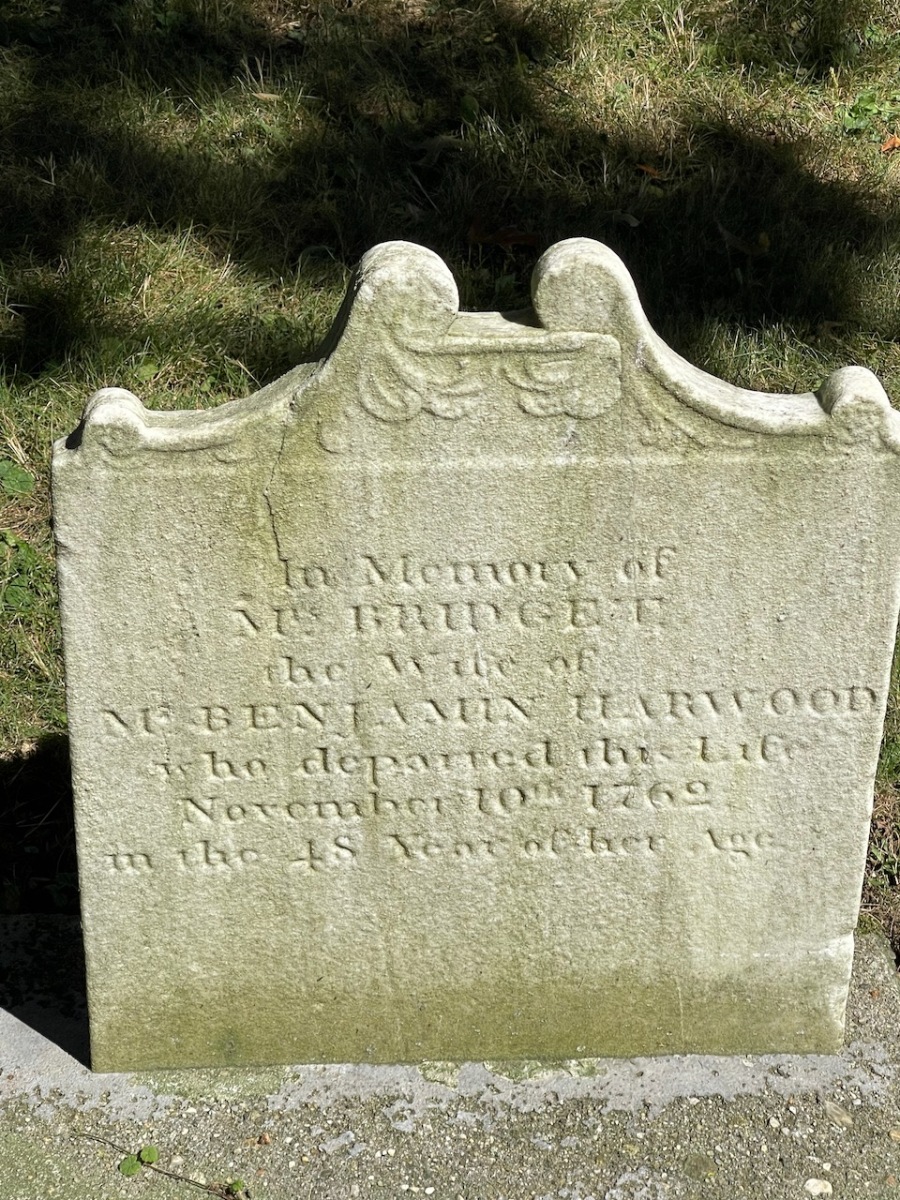 In Memory of
Mrs BRIDGET
the Wife of
Mr BENJAMIN HARWOOD
who departed this Life
November 10th 1762
in the 48 Year of her Age